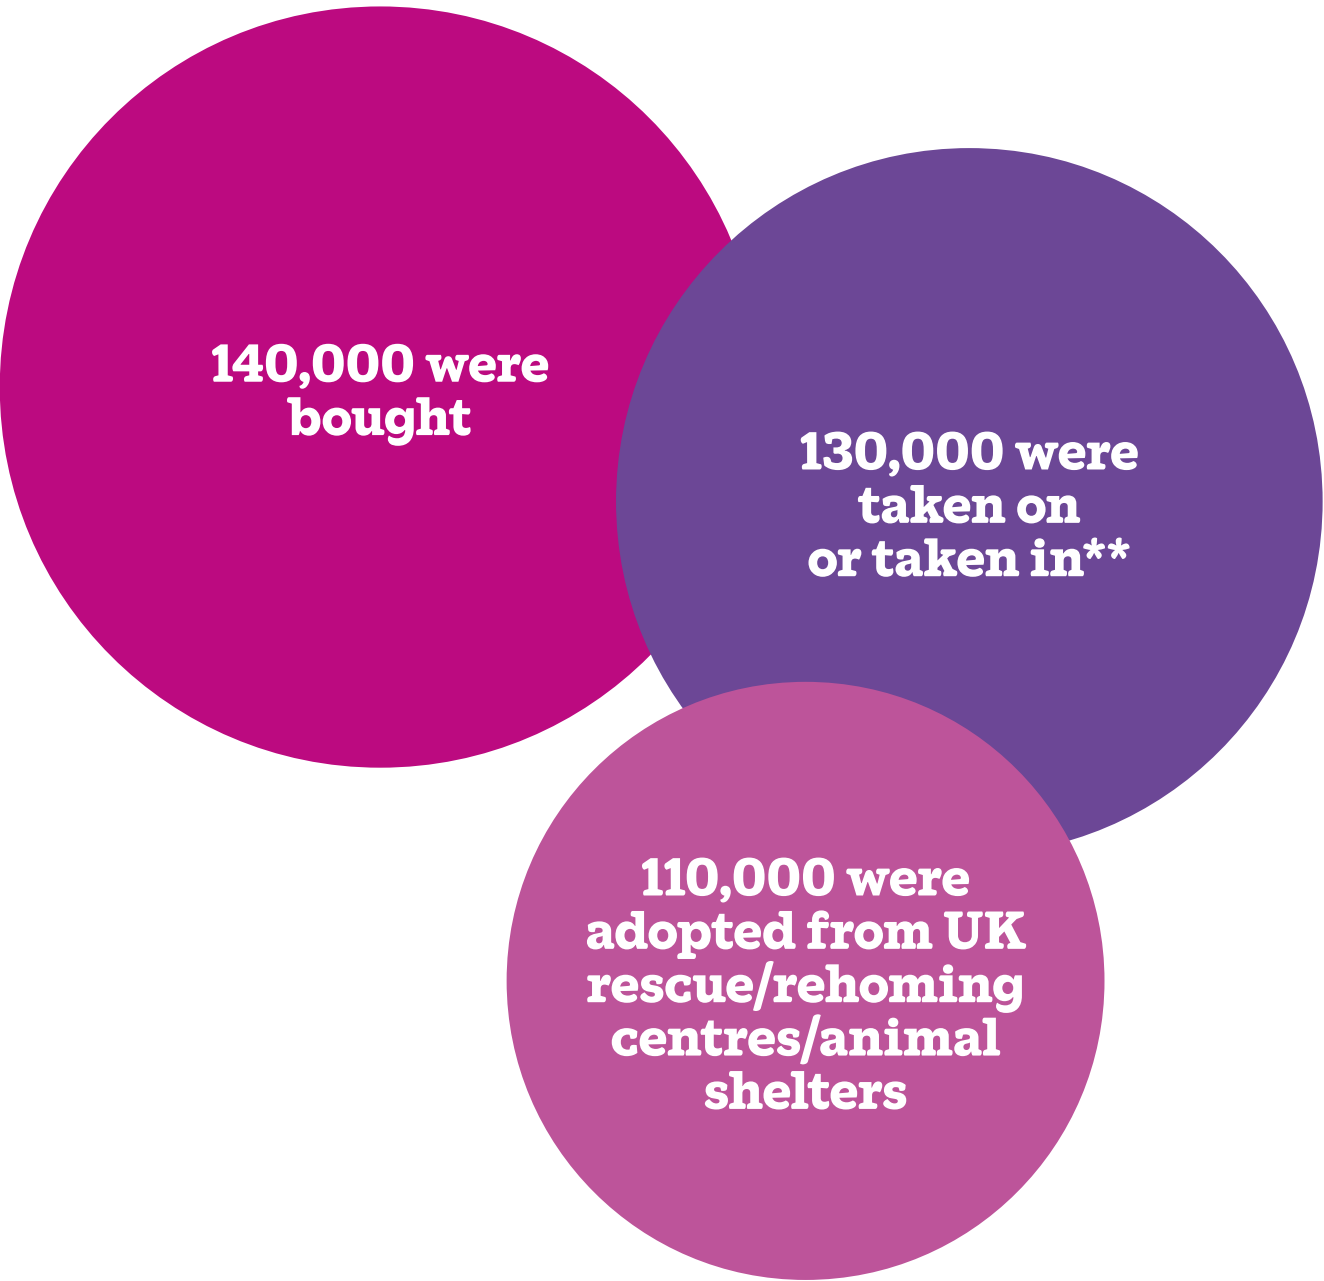 140,000 were
bought
130,000 were
taken on
or taken in**
110,000 were
adopted from UK
rescue/rehoming
centres/animal
shelters